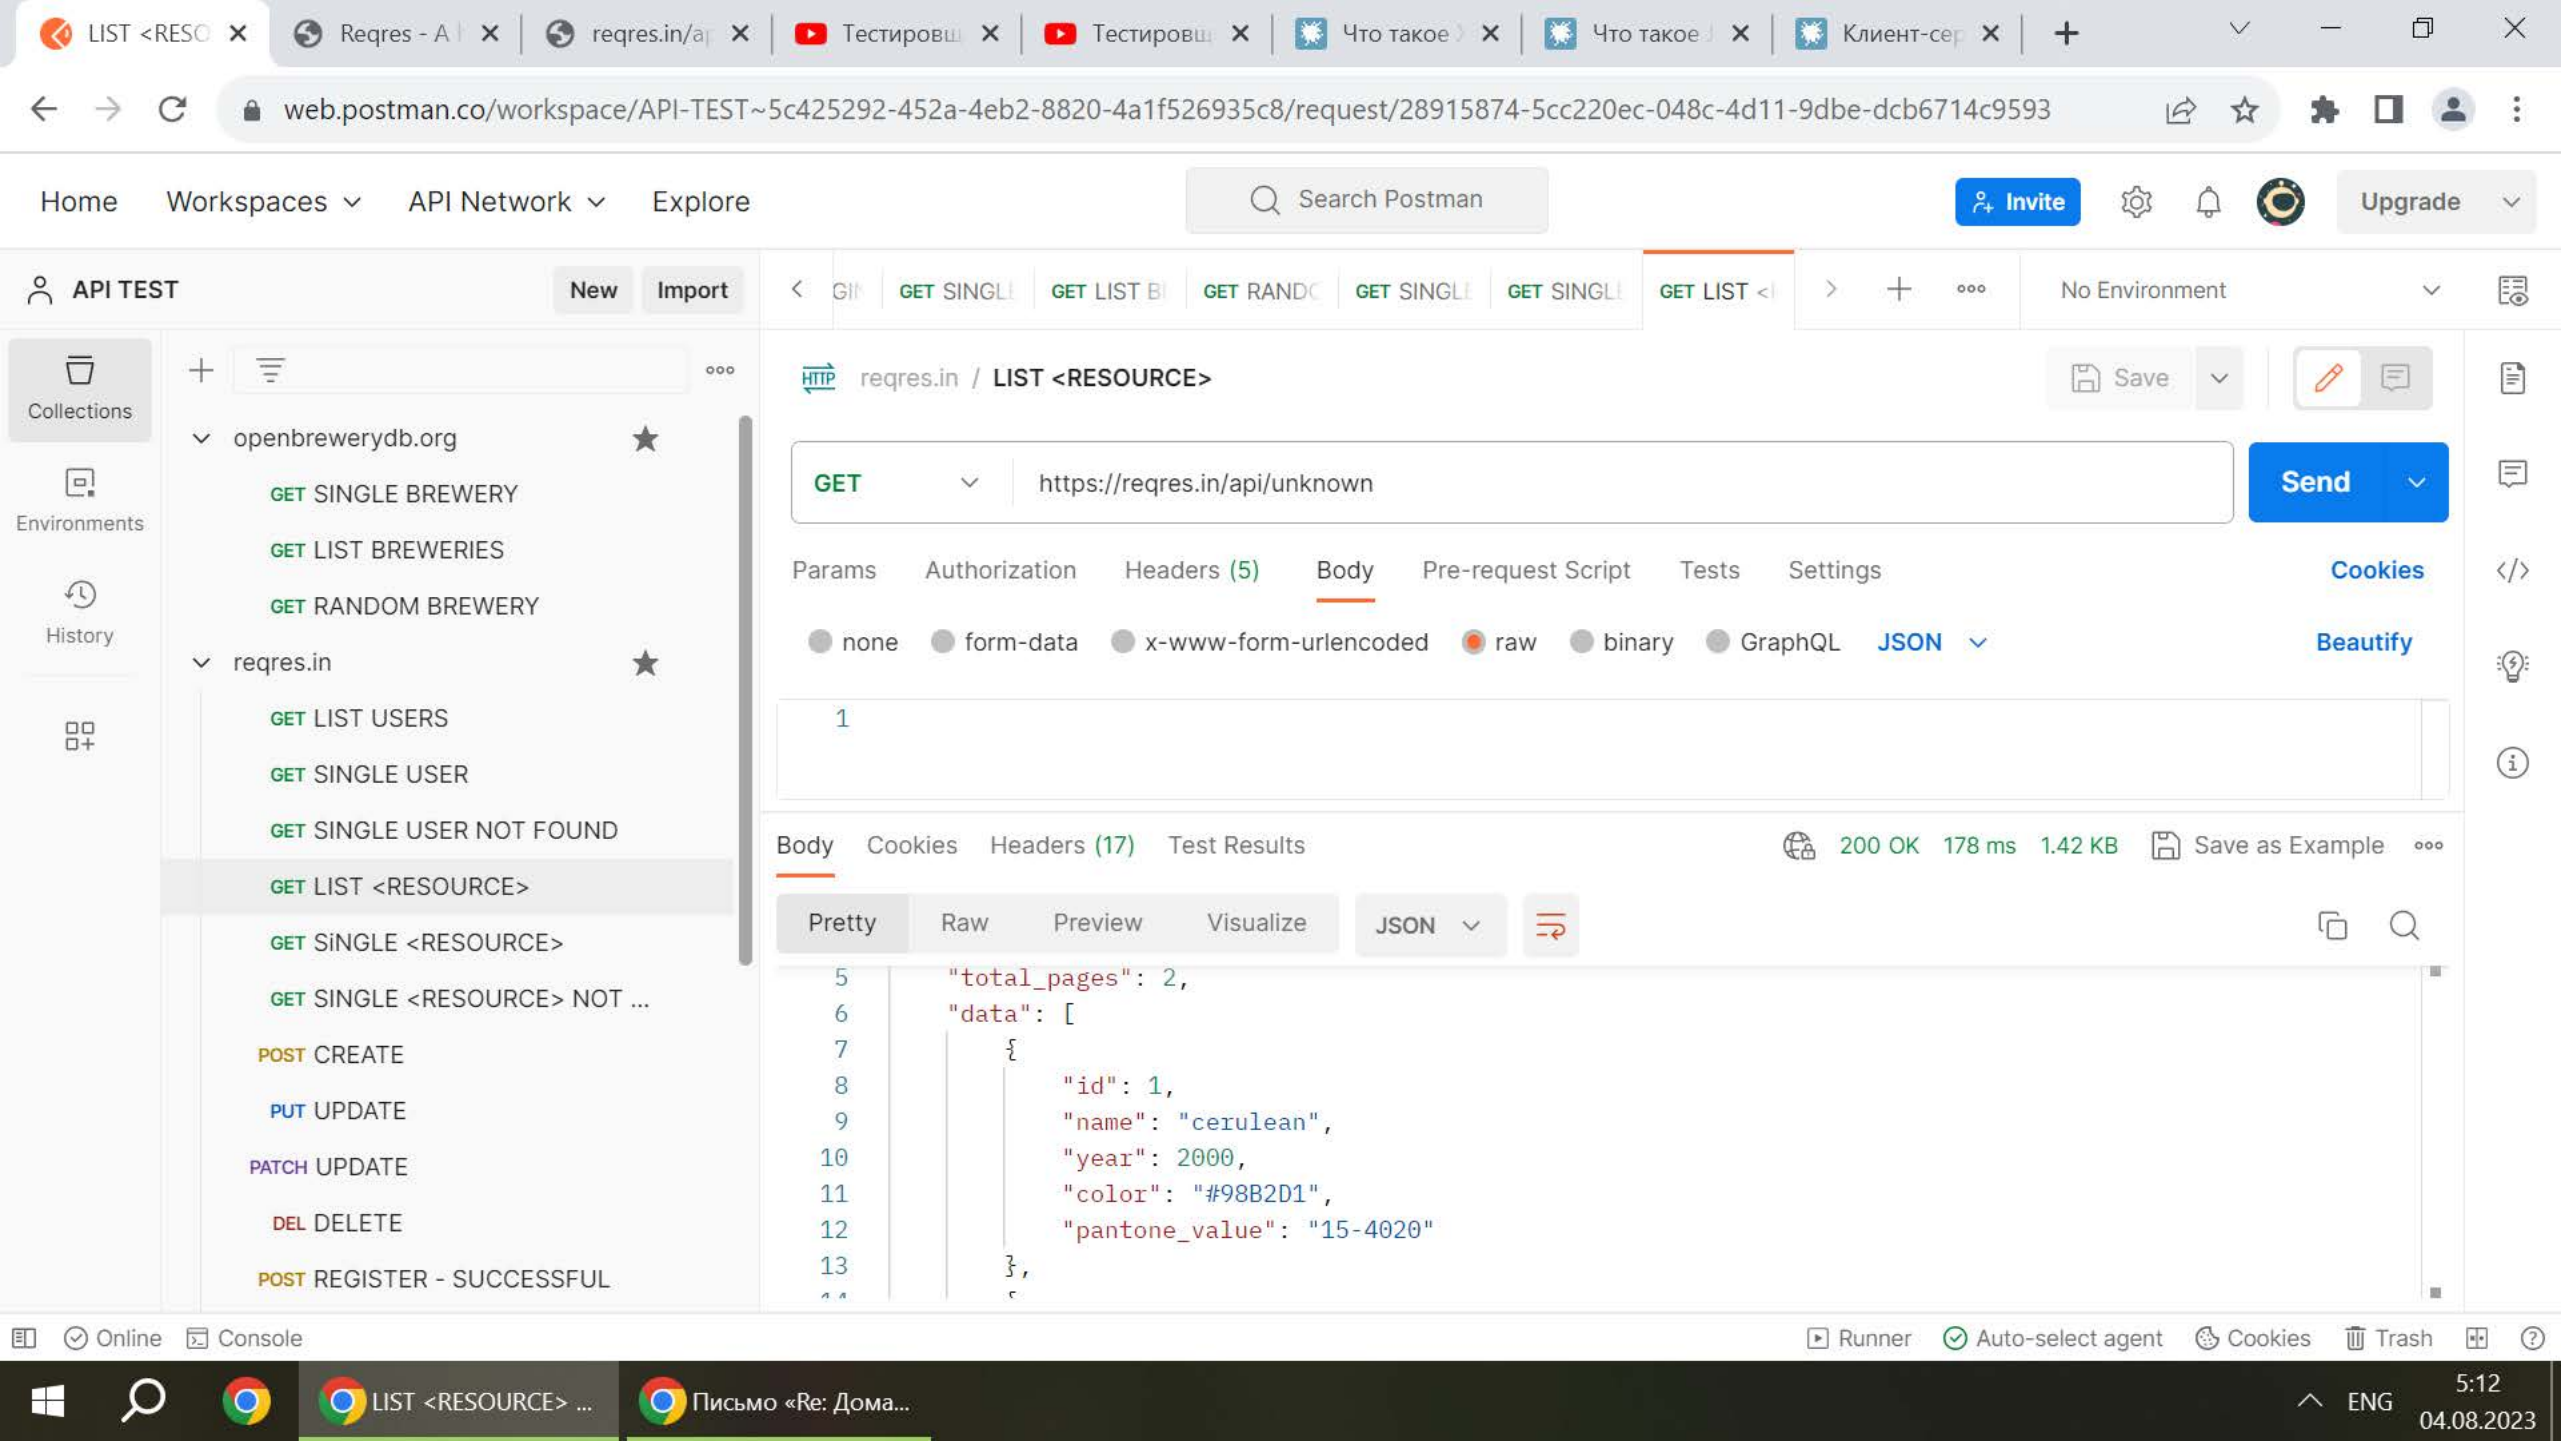 LIST <RESO
Reqres - A
reqres.in/a
Тестировщ
Тестировщ
Что такое
Что такое
Клиент-сер
web.postman.co/workspace/API-TEST~5c425292-452a-4eb2-8820-4a1f526935c8/request/28915874-5cc220ec-048c-4d11-9dbe-dcb6714c9593
Home
Workspaces
API Network
Explore
Search Postman
Invite
Upgrade
API TEST
New
Import
GET SINGL
GET LIST B
GET RAND
GET SINGL
GET SINGL
GET LIST <
No Environment
Collections
Environments
History
openbrewerydb.org
GET SINGLE BREWERY
GET LIST BREWERIES
GET RANDOM BREWERY
reqres.in
GET LIST USERS
GET SINGLE USER
GET SINGLE USER NOT FOUND
GET LIST <RESOURCE>
GET SiNGLE <RESOURCE>
GET SINGLE <RESOURCE> NOT ...
POST CREATE
PUT UPDATE
PATCH UPDATE
DEL DELETE
POST REGISTER - SUCCESSFUL
HTTP reqres.in / LIST <RESOURCE>
Save
GET https://reqres.in/api/unknown
Send
Params Authorization Headers (5) Body Pre-request Script Tests Settings Cookies
none form-data x-www-form-urlencoded raw binary GraphQL JSON Beautify
1
Body Cookies Headers (17) Test Results 200 OK 178 ms 1.42 KB Save as Example
Pretty Raw Preview Visualize JSON
5 "total_pages": 2,
6 "data": [
7 {
8 "id": 1,
9 "name": "cerulean",
10 "year": 2000,
11 "color": "#98B2D1",
12 "pantone_value": "15-4020"
13 },
Online Console Runner Auto-select agent Cookies Trash
LIST <RESOURCE> ...
Письмо «Re: Дома...
ENG
5:12
04.08.2023